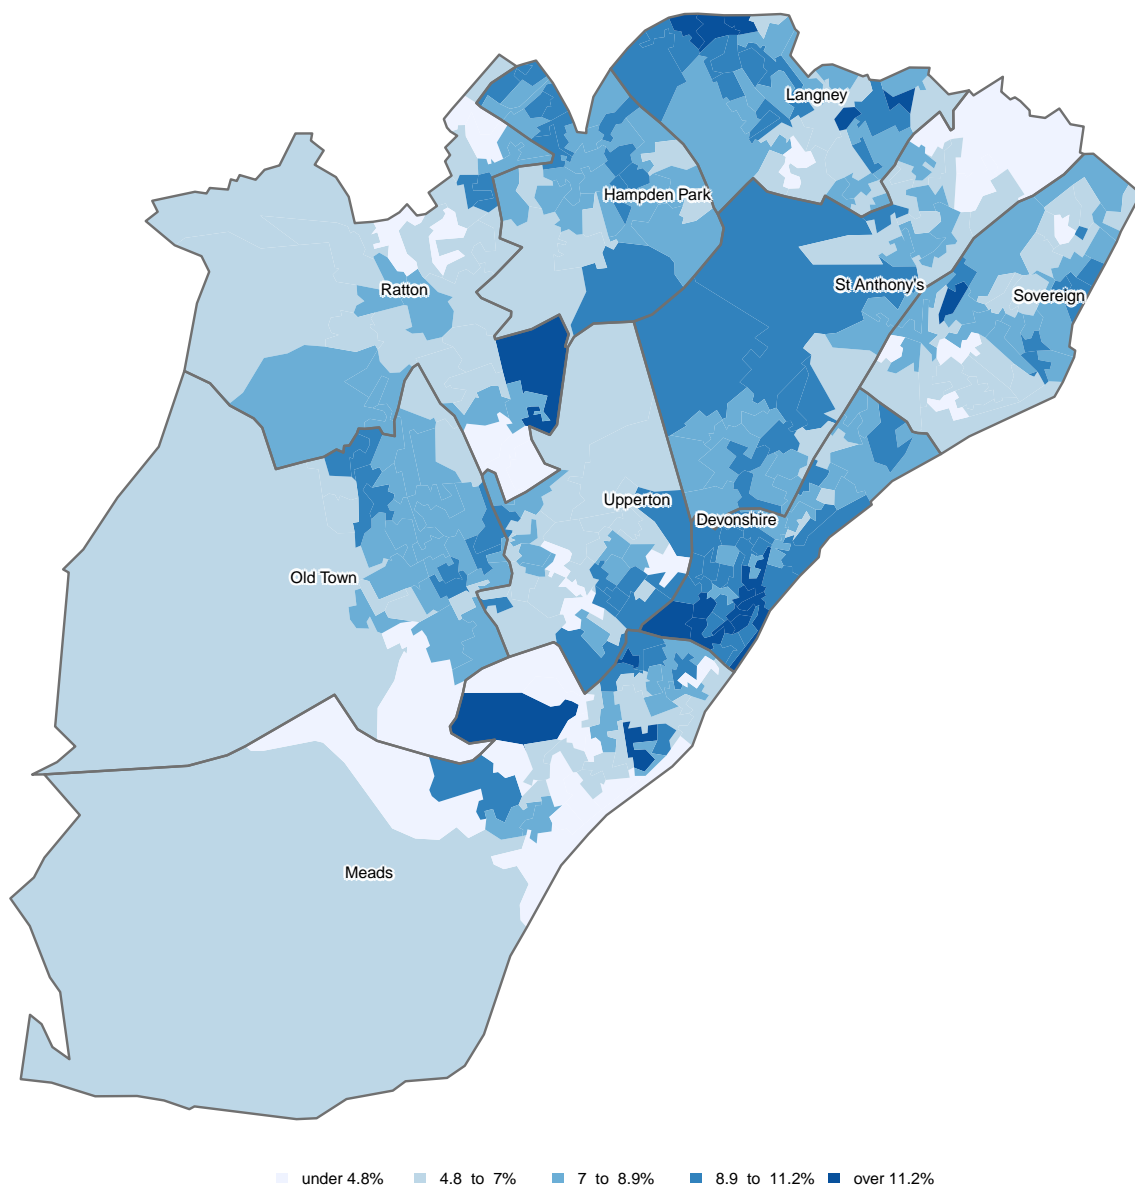 Langney
Hampden Park
St Anthony's
Ratton
Sovereign
Upperton
Devonshire
Old Town
Meads
under 4.8% 4.8 to 7% 7 to 8.9% 8.9 to 11.2% over 11.2%